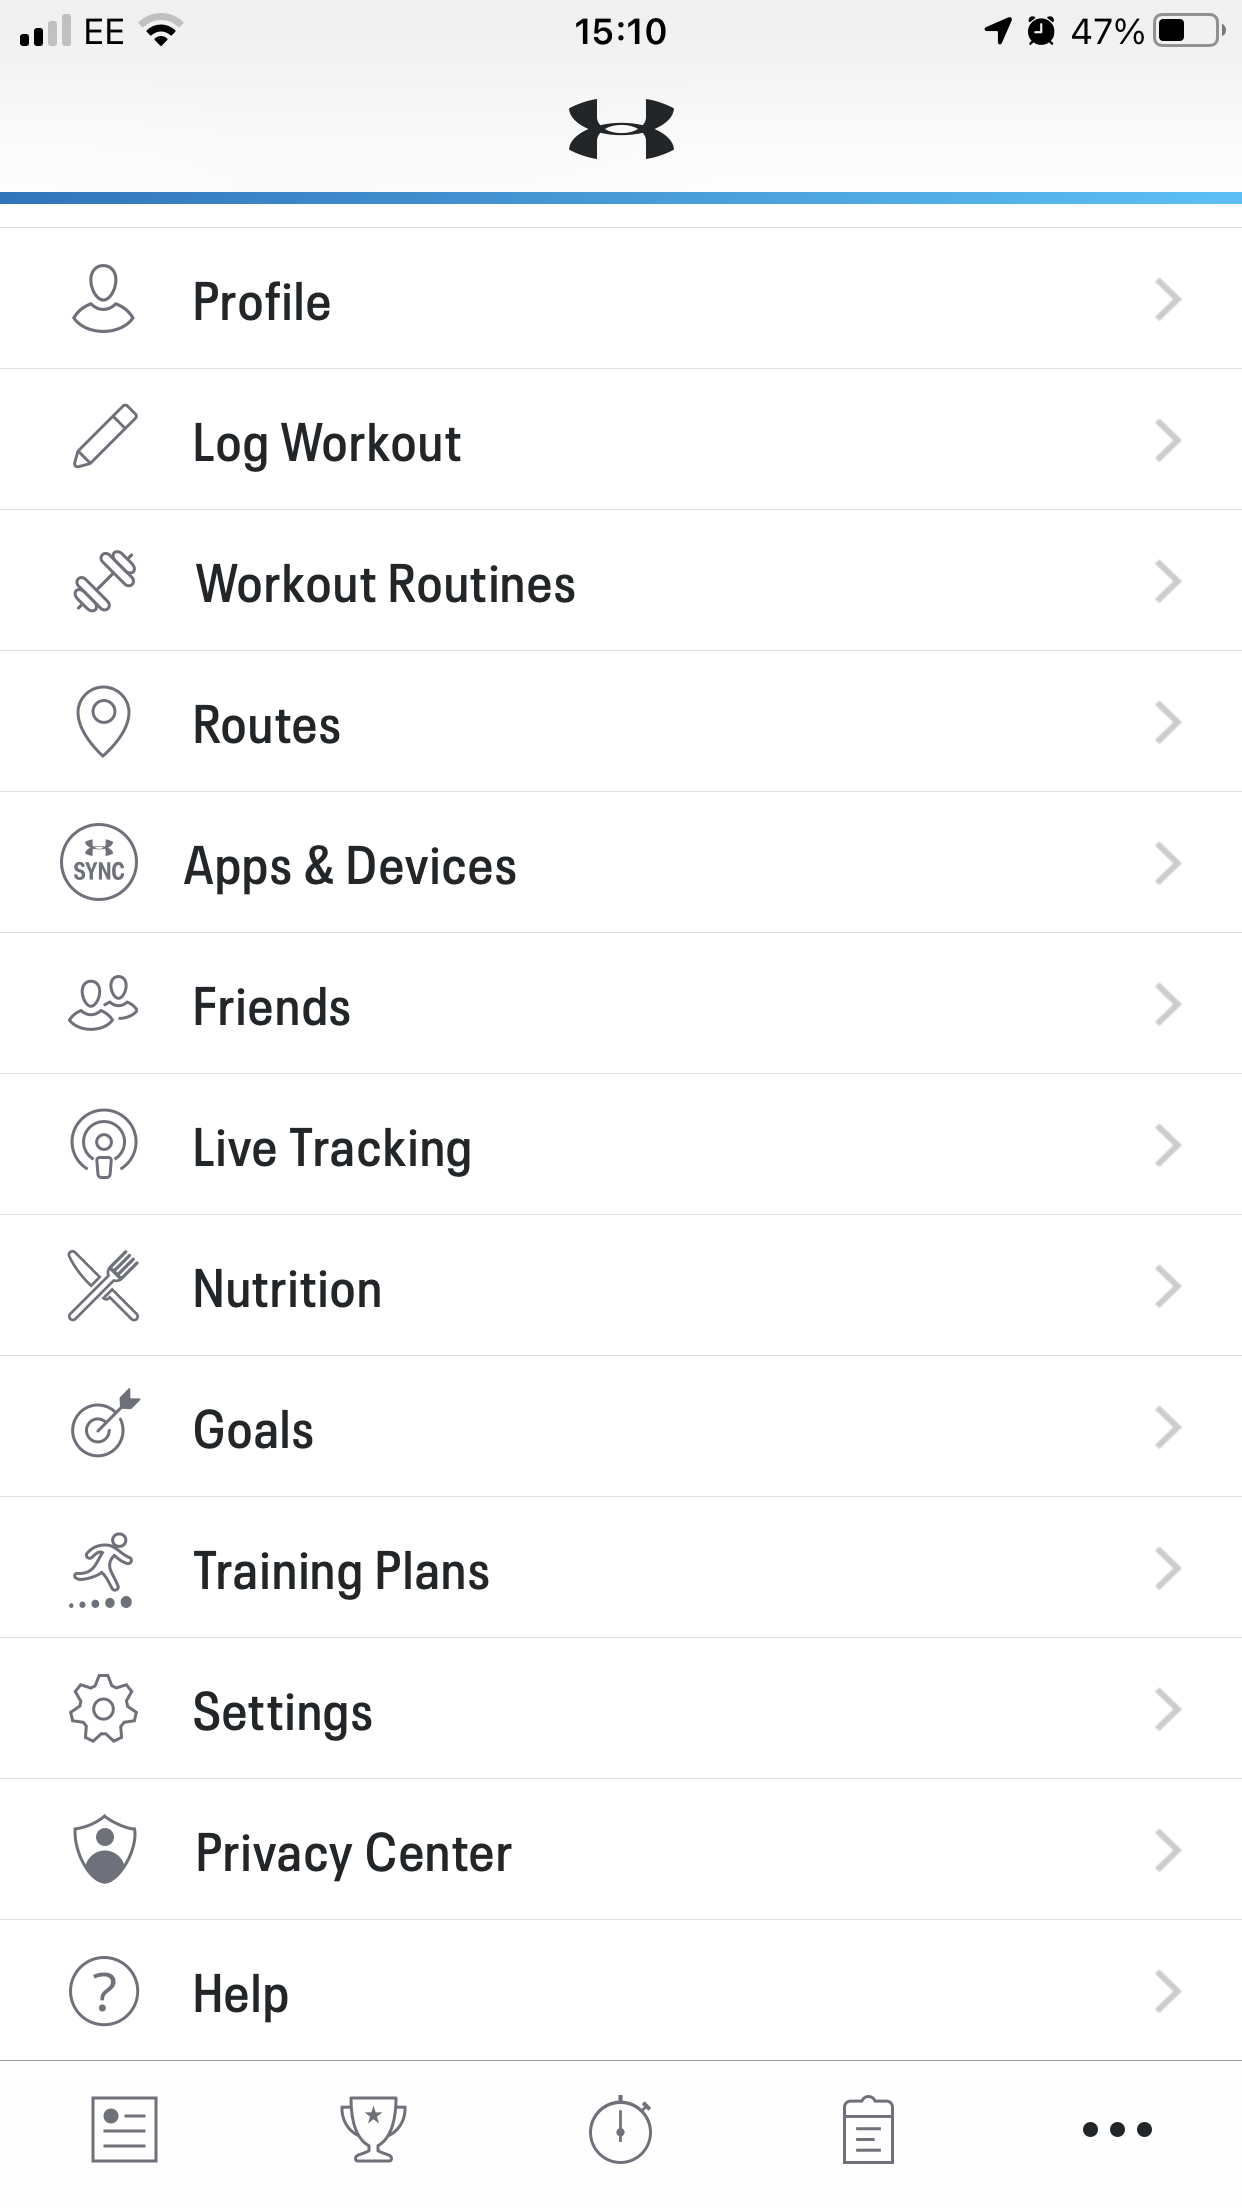 EE 15:10 47%
Profile
Log Workout
Workout Routines
Routes
SYNC Apps & Devices
Friends
Live Tracking
Nutrition
Goals
Training Plans
Settings
Privacy Center
? Help